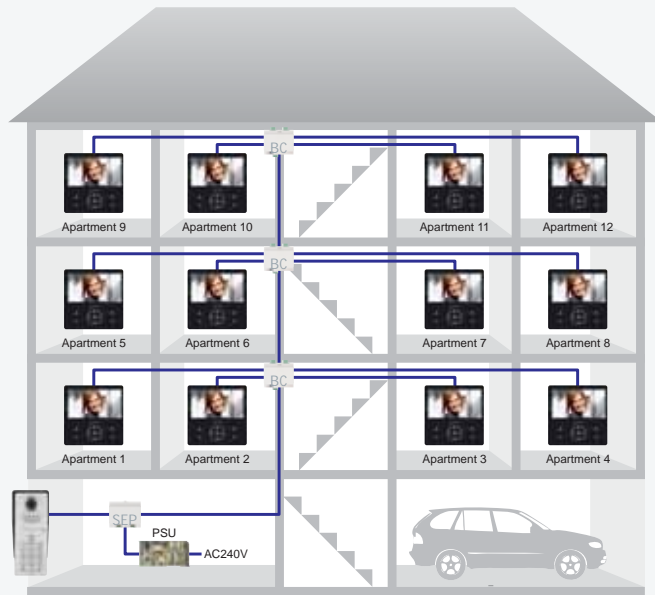 BC
Apartment 9
Apartment 10
Apartment 11
Apartment 12
BC
Apartment 5
Apartment 6
Apartment 7
Apartment 8
BC
Apartment 1
Apartment 2
Apartment 3
Apartment 4
SEP
PSU
AC240V